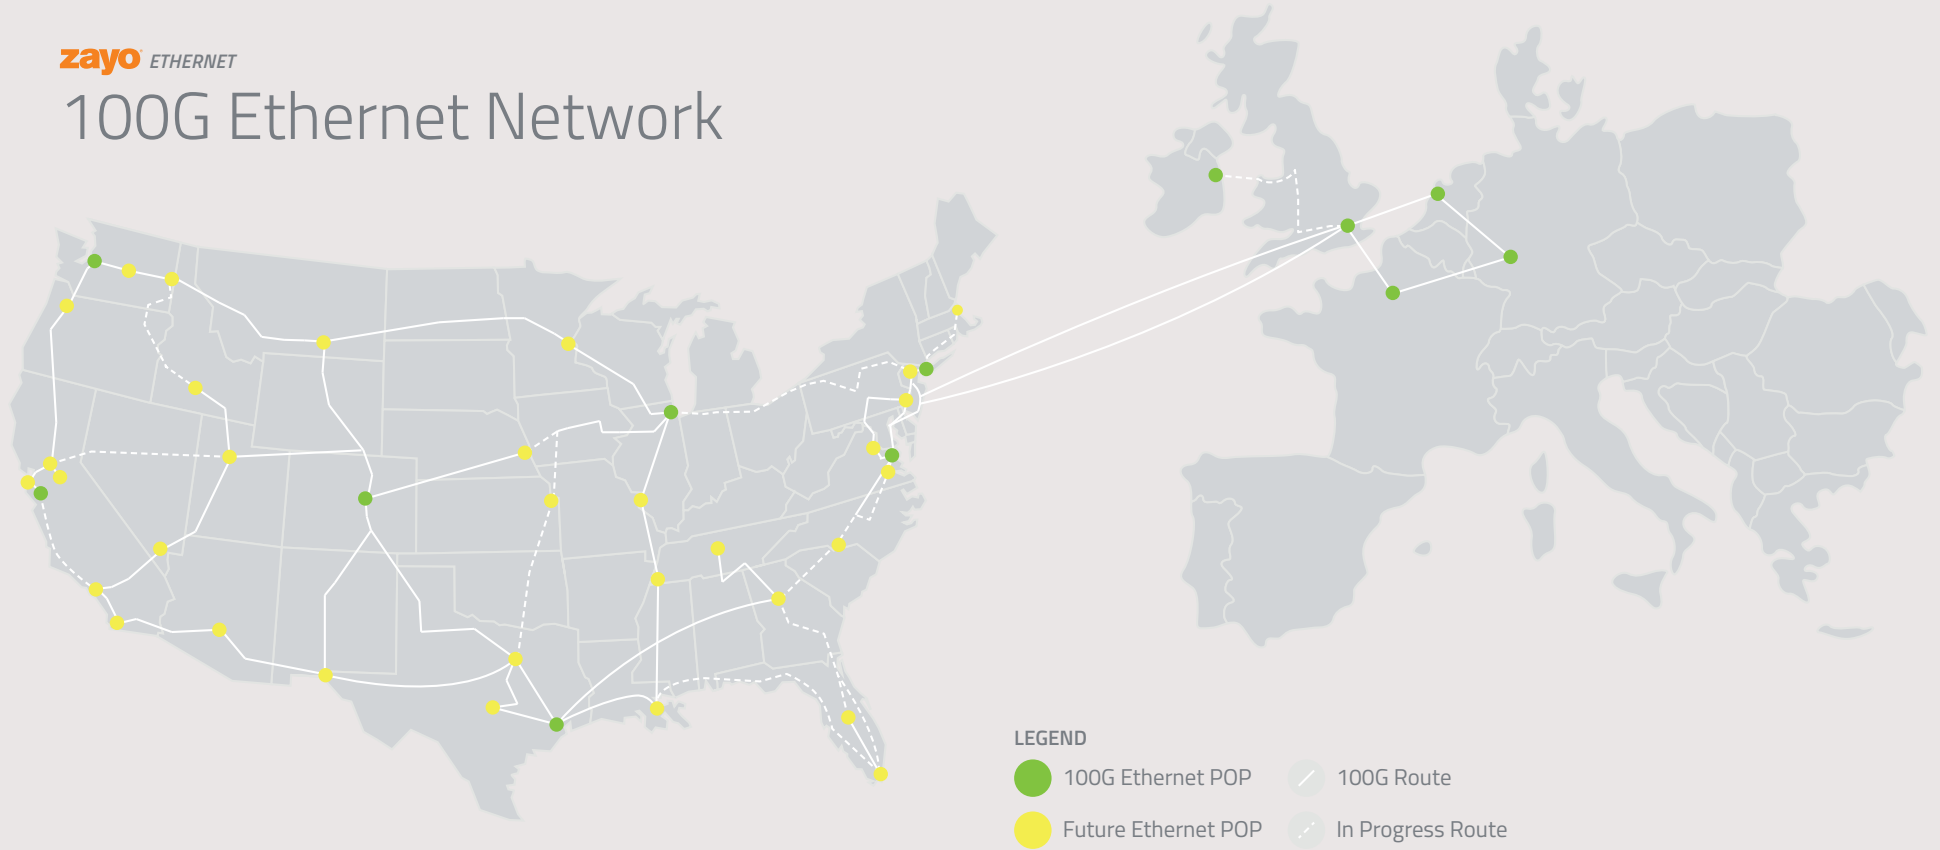 zayo ETHERNET
100G Ethernet Network
LEGEND
100G Ethernet POP
100G Route
Future Ethernet POP
In Progress Route